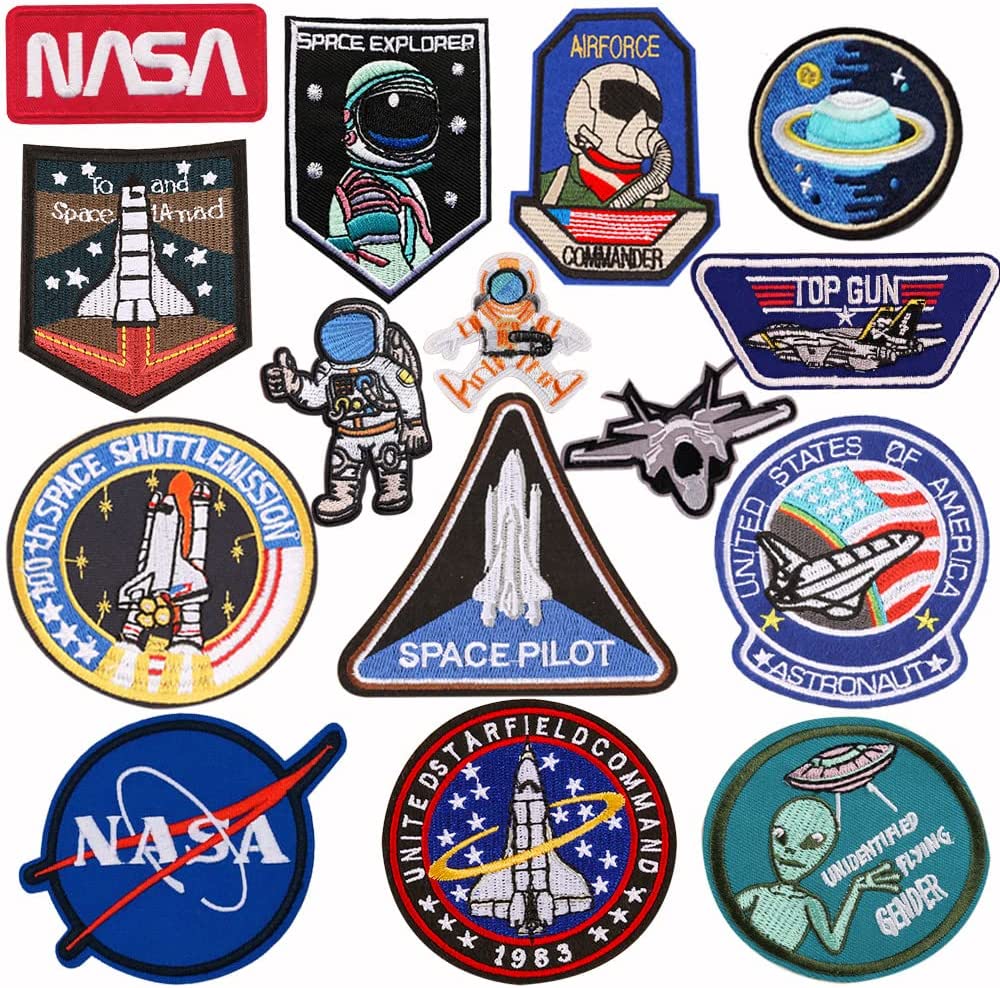 NASA
SPACE EXPLORER
AIRFORCE
COMMANDER
To and
Space 1Anad
TOP GUN
100th SPACE SHUTTLEMISSION
SPACE PILOT
UNITED STATES OF AMERICA
ASTRONAUT
NASA
UNITEDSTARFIELDCOMMAND
1983
UNIDENTIFIED
FLYING
GENDER